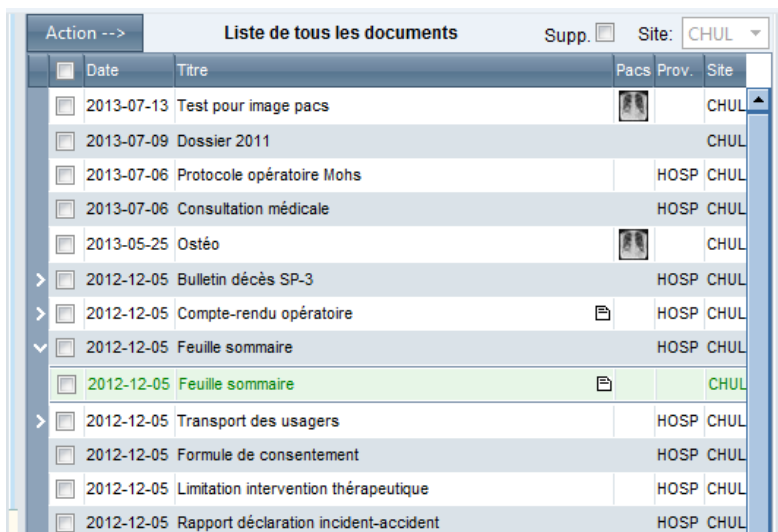 Action --> Liste de tous les documents Supp. Site: CHUL
Date Titre Pacs Prov. Site
2013-07-13 Test pour image pacs CHUL
2013-07-09 Dossier 2011 CHUL
2013-07-06 Protocole opératoire Mohs HOSP CHUL
2013-07-06 Consultation médicale HOSP CHUL
2013-05-25 Ostéo CHUL
2012-12-05 Bulletin décès SP-3 HOSP CHUL
2012-12-05 Compte-rendu opératoire HOSP CHUL
2012-12-05 Feuille sommaire HOSP CHUL
2012-12-05 Feuille sommaire CHUL
2012-12-05 Transport des usagers HOSP CHUL
2012-12-05 Formule de consentement HOSP CHUL
2012-12-05 Limitation intervention thérapeutique HOSP CHUL
2012-12-05 Rapport déclaration incident-accident HOSP CHUL